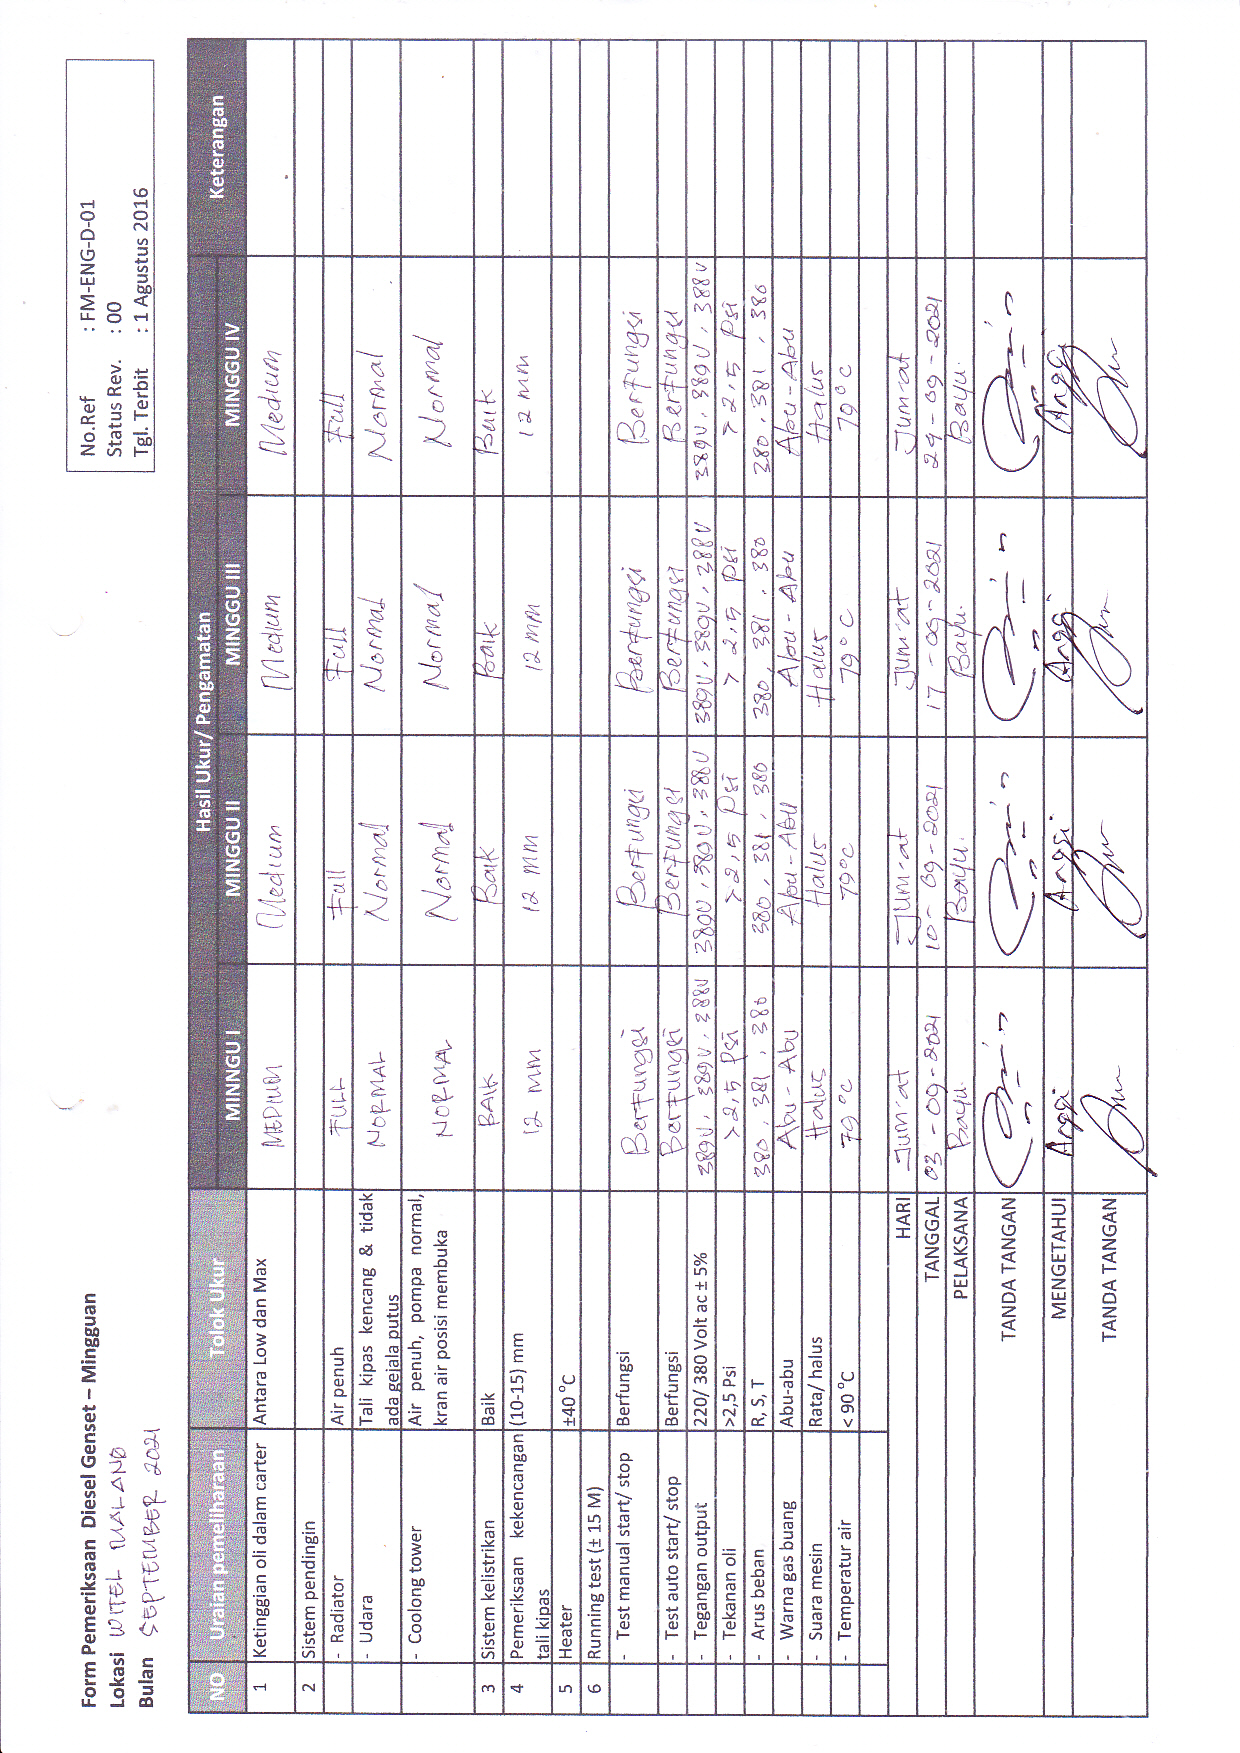 Form Pemeriksaan Diesel Genset – Mingguan
Lokasi WITEL MALANG
Bulan SEPTEMBER 2021
No.Ref : FM-ENG-D-01
Status Rev. : 00
Tgl. Terbit : 1 Agustus 2016
NO Uraian pemeliharaan Tolok Ukur Hasil Ukur/ Pengamatan Keterangan
MINNGU I MINGGU II MINGGU III MINGGU IV
1 Ketinggian oli dalam carter Antara Low dan Max MEDIUM Medium Medium Medium
2 Sistem pendingin
- Radiator Air penuh FULL Full Full Full
- Udara Tali kipas kencang & tidak NORMAL Normal Normal Normal
ada gejala putus
- Coolong tower Air penuh, pompa normal, NORMAL Normal Normal Normal
kran air posisi membuka
3 Sistem kelistrikan Baik BAIK Baik Baik Baik
4 Pemeriksaan kekencangan (10-15) mm 12 MM 12 MM 12 MM 12 MM
tali kipas
5 Heater ±40 °C
6 Running test (± 15 M)
- Test manual start/ stop Berfungsi Berfungsi Berfungsi Berfungsi Berfungsi
- Test auto start/ stop Berfungsi Berfungsi Berfungsi Berfungsi Berfungsi
- Tegangan output 220/ 380 Volt ac ± 5% 389V, 389V, 388V 389V, 389V, 388V 389V, 389V, 388V 389V, 389V, 388V
- Tekanan oli >2,5 Psi >2,5 Psi >2,5 Psi >2,5 Psi >2,5 Psi
- Arus beban R, S, T 380, 381, 380 380, 381, 380 380, 381, 380 380, 381, 380
- Warna gas buang Abu-abu Abu-Abu Abu-Abu Abu-Abu Abu-Abu
- Suara mesin Rata/ halus Halus Halus Halus Halus
- Temperatur air < 90 °C 79°C 79°C 79°C 79°C
HARI Jum'at Jum'at Jum'at Jum'at
TANGGAL 03-09-2021 10-09-2021 17-09-2021 24-09-2021
PELAKSANA Bayu. Bayu. Bayu. Bayu.
TANDA TANGAN
MENGETAHUI Anggi Anggi Anggi Anggi
TANDA TANGAN